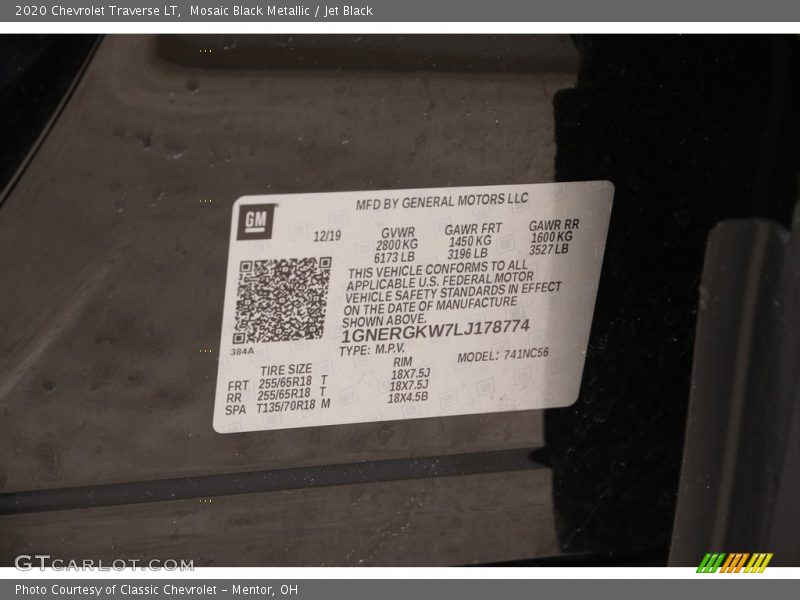 2020 Chevrolet Traverse LT, Mosaic Black Metallic / Jet Black
GM
MFD BY GENERAL MOTORS LLC
12/19
GVWR GAWR FRT GAWR RR
2800 KG 1450 KG 1600 KG
6173 LB 3196 LB 3527 LB
THIS VEHICLE CONFORMS TO ALL
APPLICABLE U.S. FEDERAL MOTOR
VEHICLE SAFETY STANDARDS IN EFFECT
ON THE DATE OF MANUFACTURE
SHOWN ABOVE.
1GNERGKW7LJ178774
384A
TYPE: M.P.V. MODEL: 741NC56
TIRE SIZE RIM
FRT 255/65R18 T 18X7.5J
RR 255/65R18 T 18X7.5J
SPA T135/70R18 M 18X4.5B
GTCARLOT.COM
Photo Courtesy of Classic Chevrolet - Mentor, OH